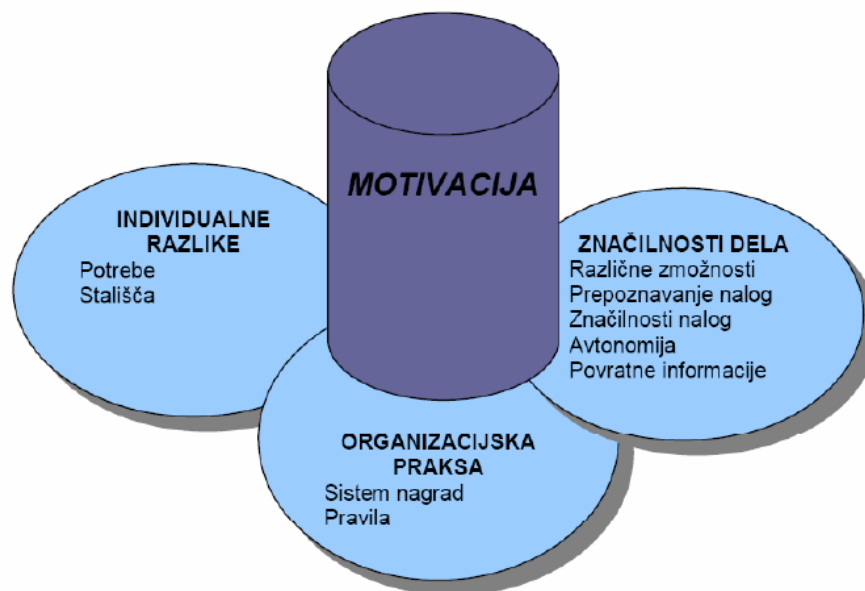 MOTIVACIJA
INDIVIDUALNE
RAZLIKE
Potrebe
Stališča
ZNAČILNOSTI DELA
Različne zmožnosti
Prepoznavanje nalog
Značilnosti nalog
Avtonomija
Povratne informacije
ORGANIZACIJSKA
PRAKSA
Sistem nagrad
Pravila